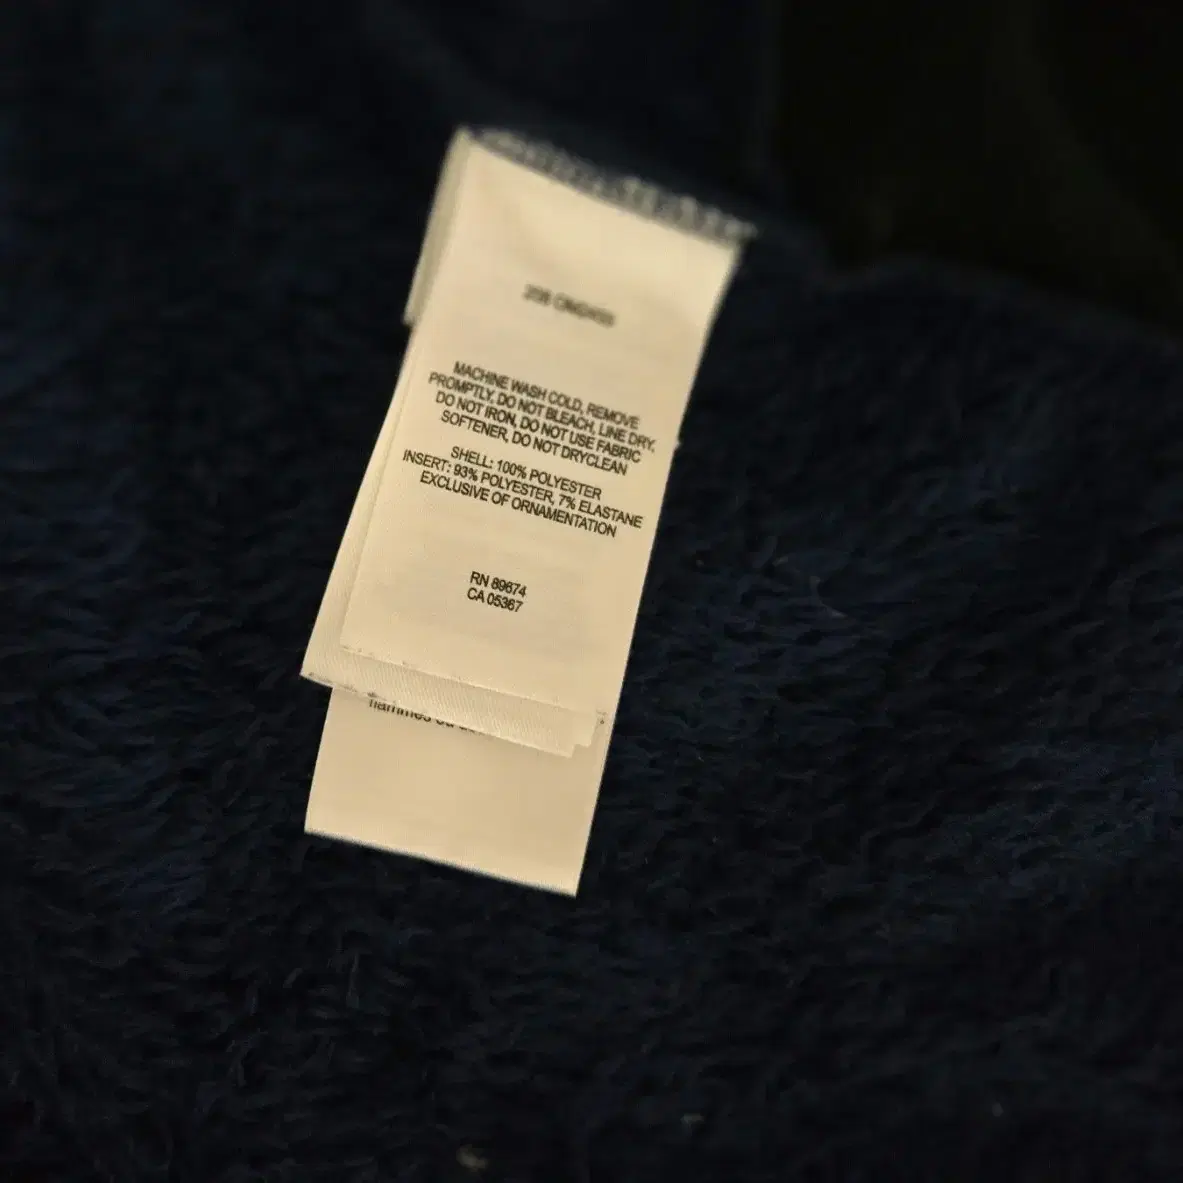 MACHINE WASH COLD, REMOVE
PROMPTLY, DO NOT BLEACH, LINE DRY,
DO NOT IRON, DO NOT USE FABRIC
SOFTENER, DO NOT DRYCLEAN
SHELL: 100% POLYESTER
INSERT: 93% POLYESTER, 7% ELASTANE
EXCLUSIVE OF ORNAMENTATION
RN 89674
CA 05367